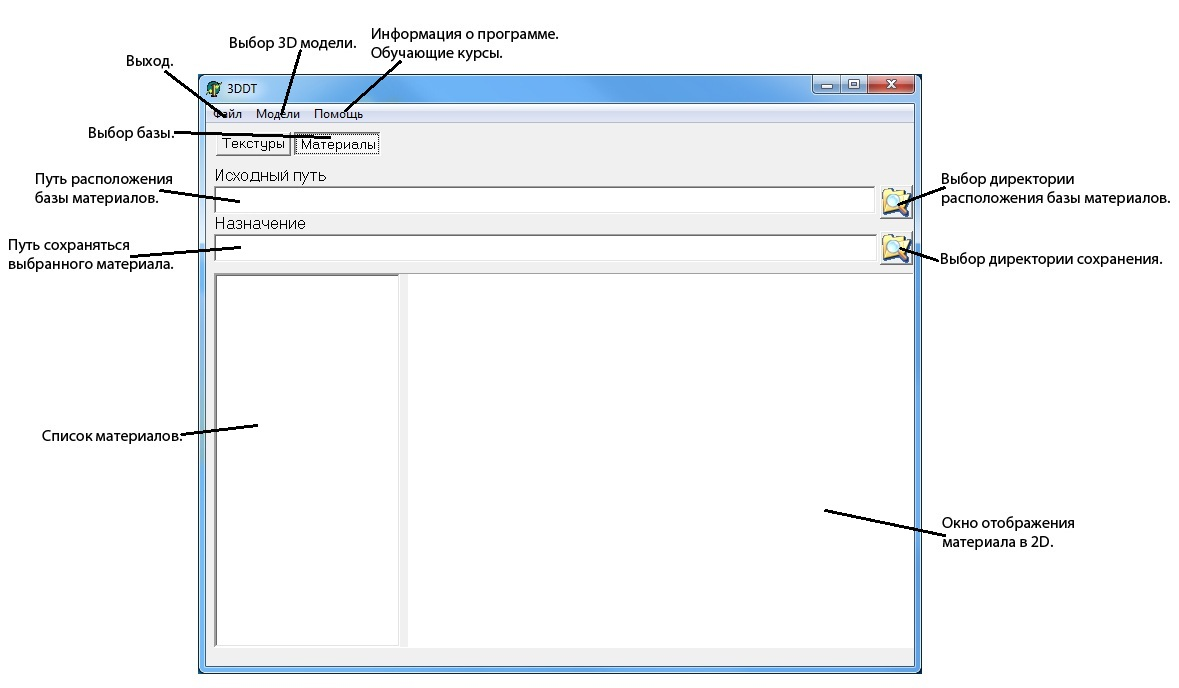 Информация о программе.
Обучающие курсы.
Выбор 3D модели.
Выход.
3DDT
Файл Модели Помощь
Выбор базы.
Текстуры Материалы
Исходный путь
Путь расположения
базы материалов.
Выбор директории
расположения базы материалов.
Назначение
Путь сохраняться
выбранного материала.
Выбор директории сохранения.
Список материалов.
Окно отображения
материала в 2D.